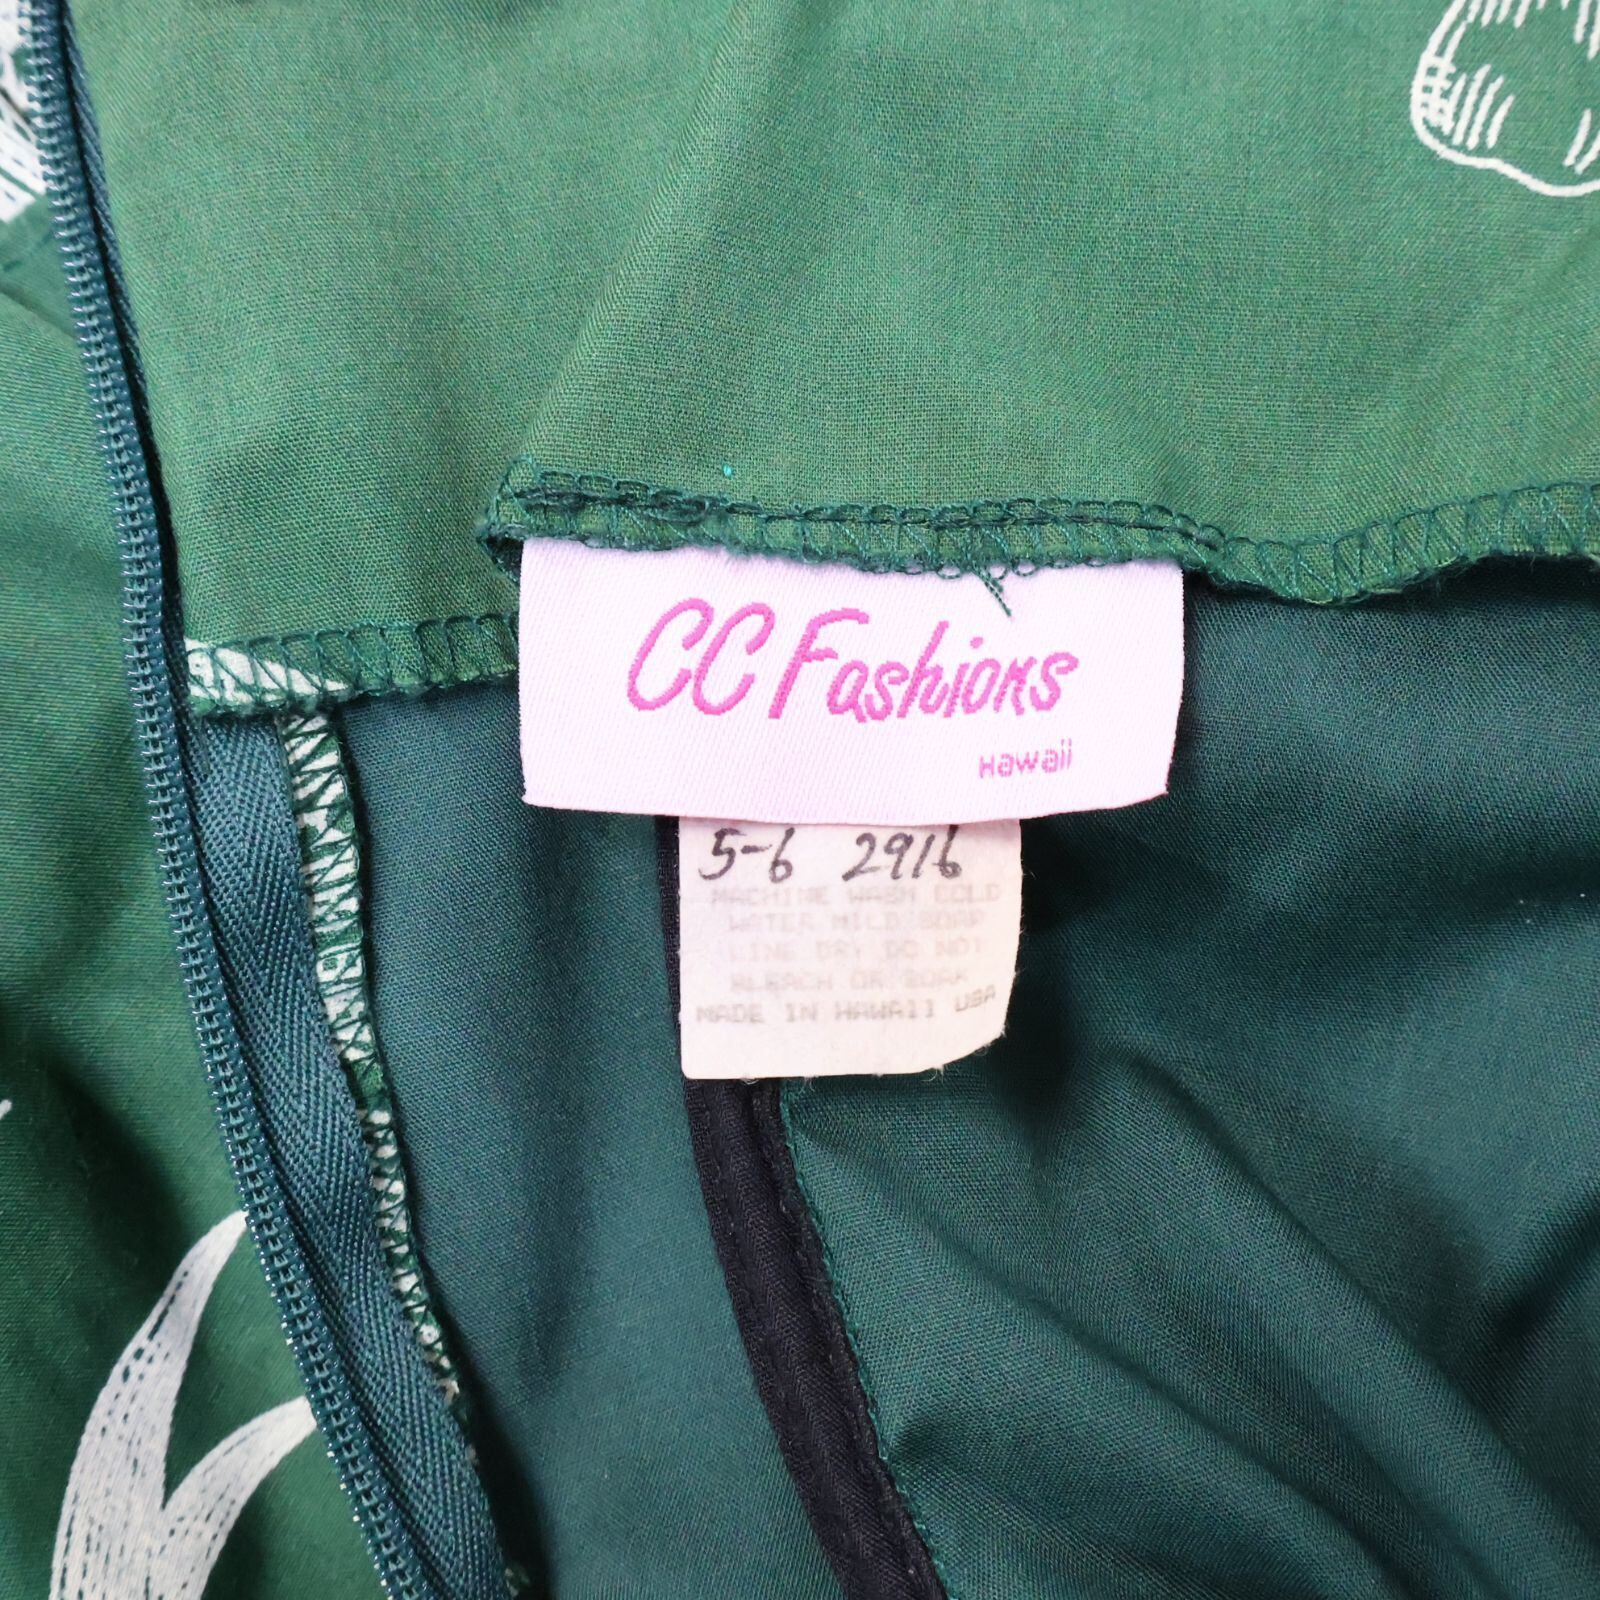 CC Fashions
Hawaii
5-6 2916
MACHINE WASH COLD
WATER MILD SOAP
LINE DRY DO NOT
BLEACH OR SOAK
MADE IN HAWAII USA